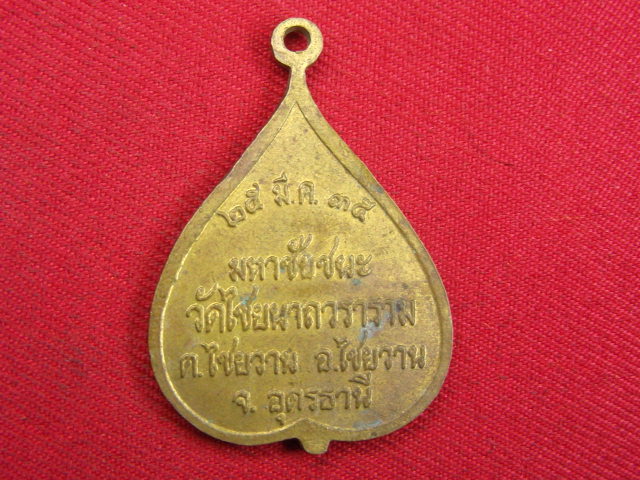 ๒๕ มี.ค. ๓๕
มหาชัยชนะ
วัดไชยนาถวราราม
ต.ไชยวาน อ.ไชยวาน
จ. อุดรธานี